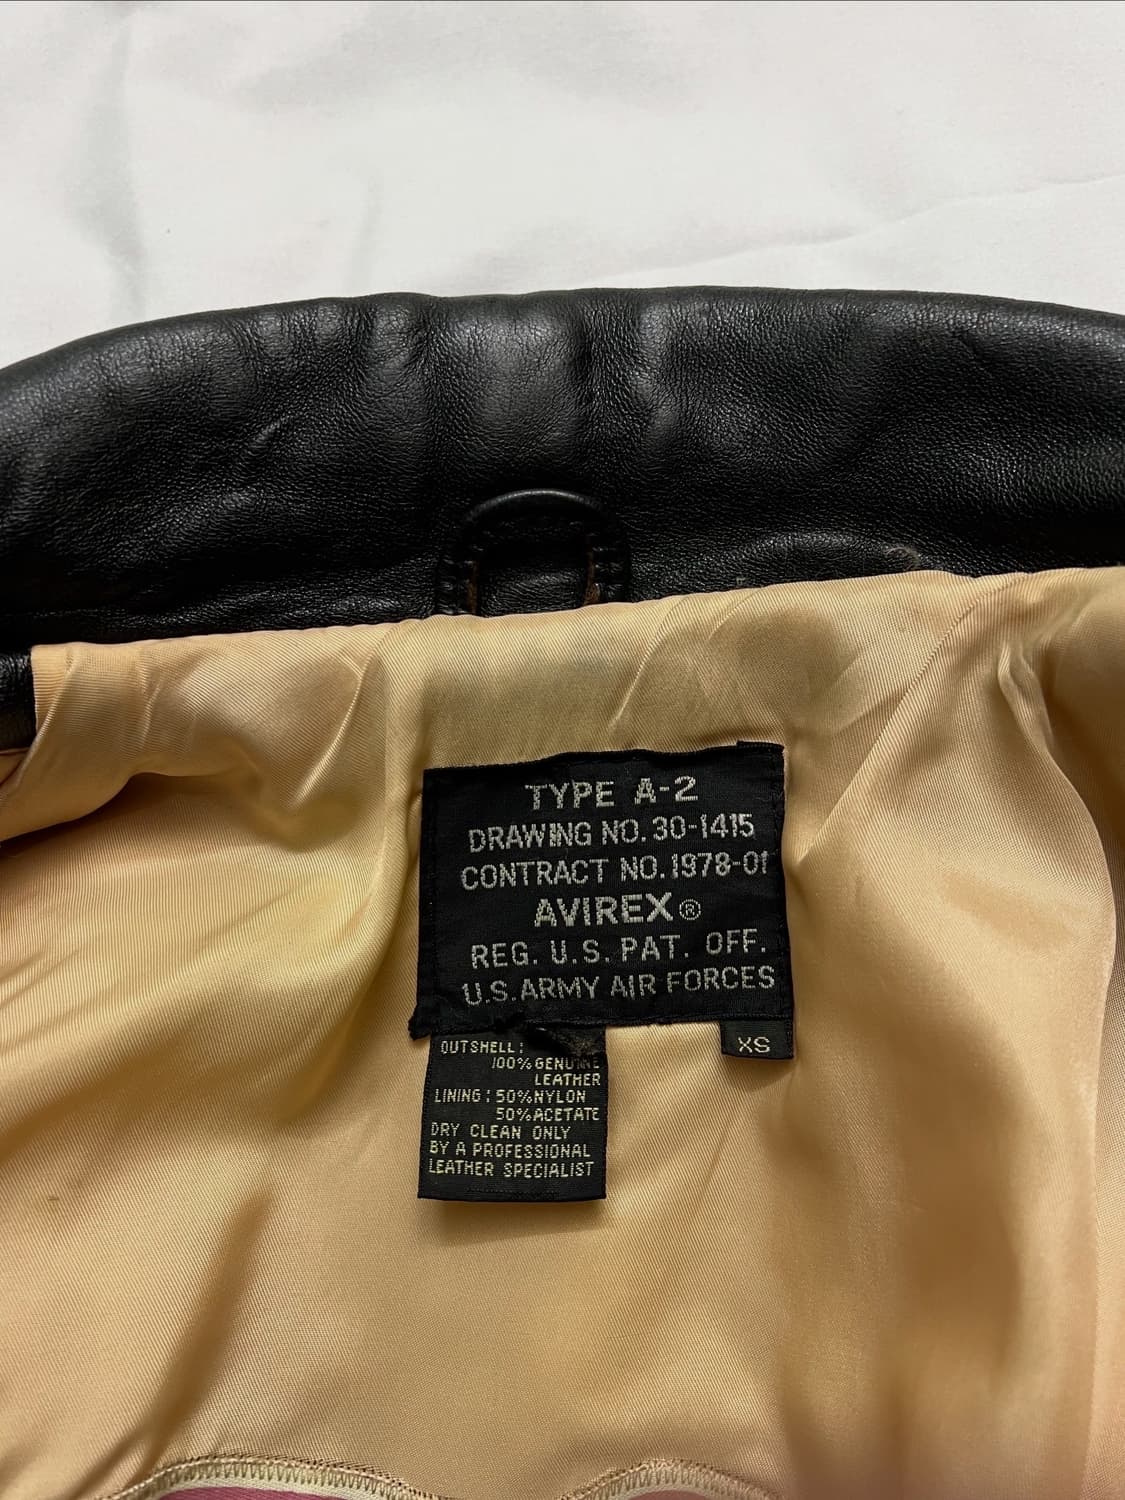 TYPE A-2
DRAWING NO. 30-1415
CONTRACT NO. 1978-01
AVIREX®
REG. U.S. PAT. OFF.
U.S. ARMY AIR FORCES
XS
OUTSHELL:
100% GENUINE
LEATHER
LINING: 50% NYLON
50% ACETATE
DRY CLEAN ONLY
BY A PROFESSIONAL
LEATHER SPECIALIST